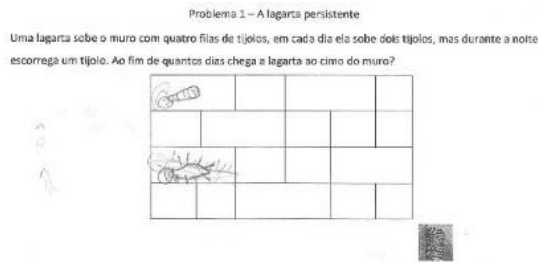 Problema 1 – A lagarta persistente
Uma lagarta sobe o muro com quatro filas de tijolos, em cada dia ela sobe dois tijolos, mas durante a noite
escorrega um tijolo. Ao fim de quantos dias chega a lagarta ao cimo do muro?